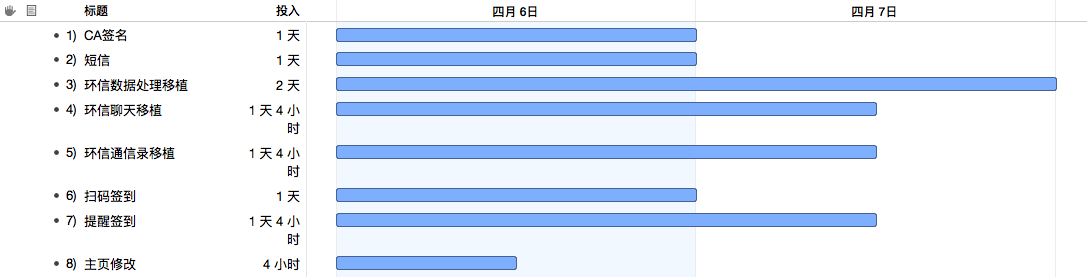 标题 投入 四月 6日 四月 7日
1) CA签名 1 天
2) 短信 1 天
3) 环信数据处理移植 2 天
4) 环信聊天移植 1 天 4 小
时
5) 环信通信录移植 1 天 4 小
时
6) 扫码签到 1 天
7) 提醒签到 1 天 4 小
时
8) 主页修改 4 小时